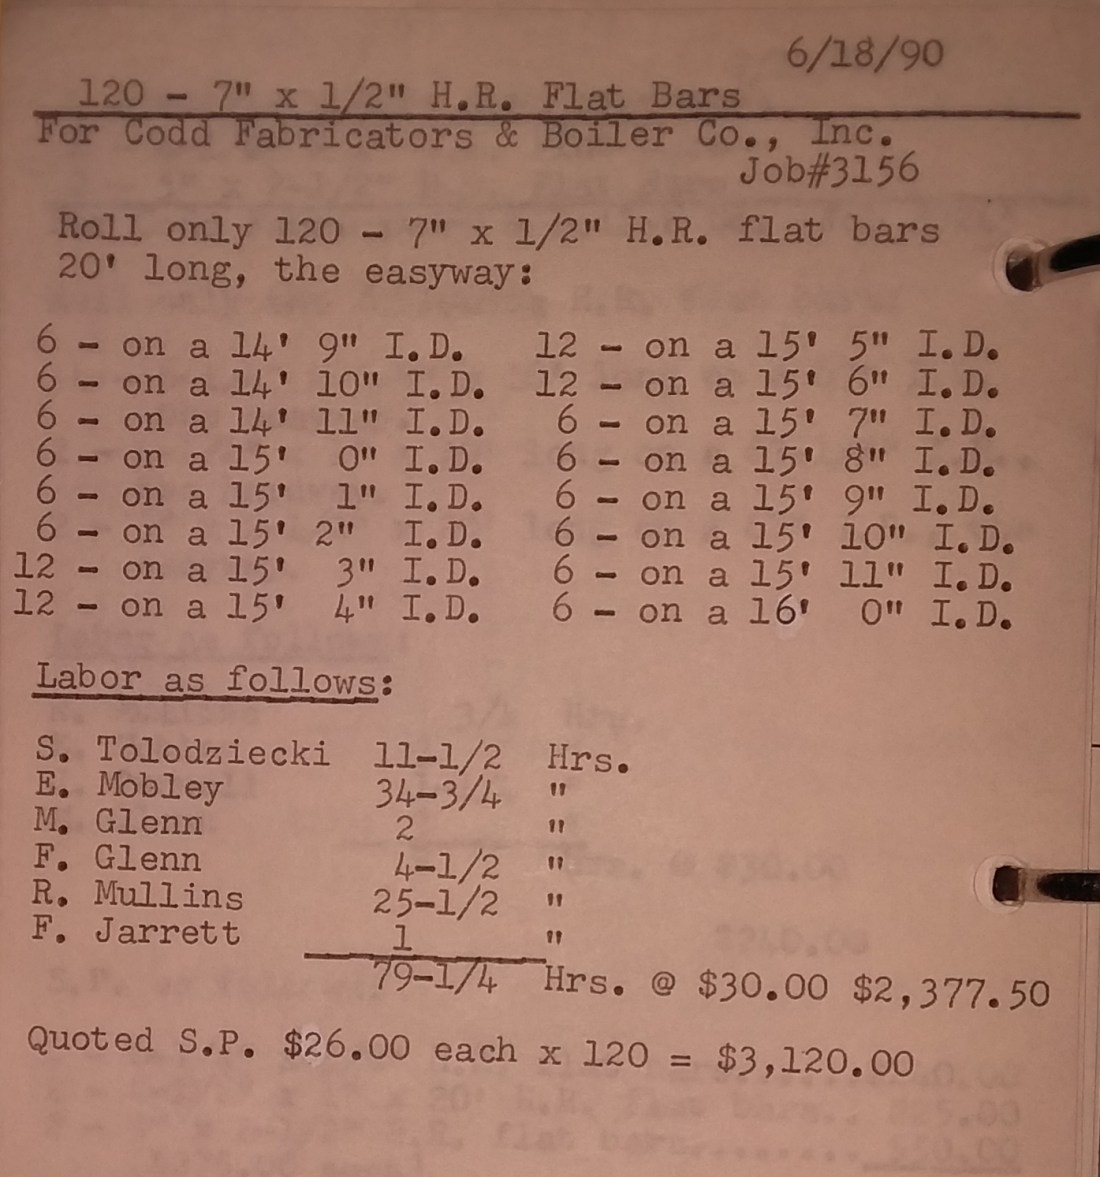 6/18/90
120 - 7" x 1/2" H.R. Flat Bars
For Codd Fabricators & Boiler Co., Inc.
Job#3156
Roll only 120 - 7" x 1/2" H.R. flat bars
20' long, the easyway:
6 - on a 14' 9" I.D. 12 - on a 15' 5" I.D.
6 - on a 14' 10" I.D. 12 - on a 15' 6" I.D.
6 - on a 14' 11" I.D. 6 - on a 15' 7" I.D.
6 - on a 15' 0" I.D. 6 - on a 15' 8" I.D.
6 - on a 15' 1" I.D. 6 - on a 15' 9" I.D.
6 - on a 15' 2" I.D. 6 - on a 15' 10" I.D.
12 - on a 15' 3" I.D. 6 - on a 15' 11" I.D.
12 - on a 15' 4" I.D. 6 - on a 16' 0" I.D.
Labor as follows:
S. Tolodziecki 11-1/2 Hrs.
E. Mobley 34-3/4 "
M. Glenn 2 "
F. Glenn 4-1/2 "
R. Mullins 25-1/2 "
F. Jarrett 1 "
79-1/4 Hrs. @ $30.00 $2,377.50
Quoted S.P. $26.00 each x 120 = $3,120.00